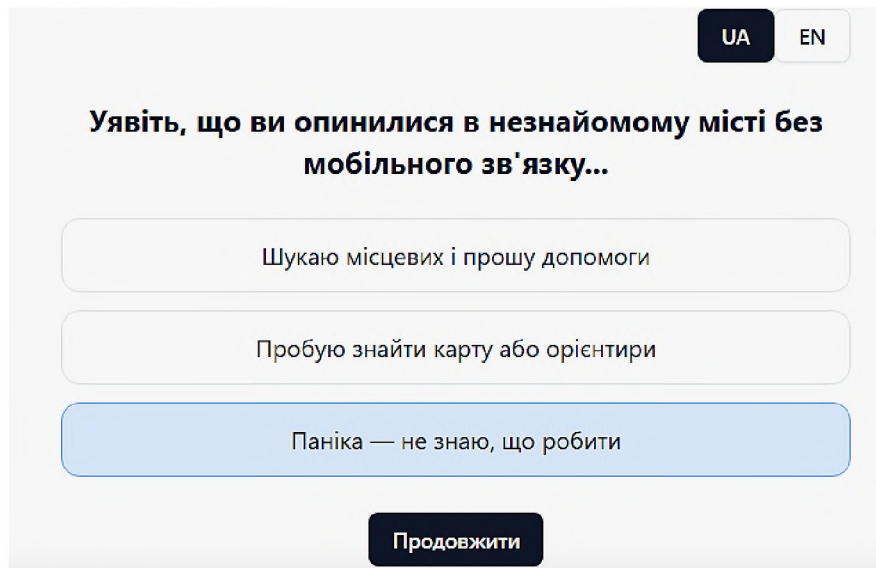 UA EN
Уявіть, що ви опинилися в незнайомому місті без
мобільного зв'язку...
Шукаю місцевих і прошу допомоги
Пробую знайти карту або орієнтири
Паніка — не знаю, що робити
Продовжити